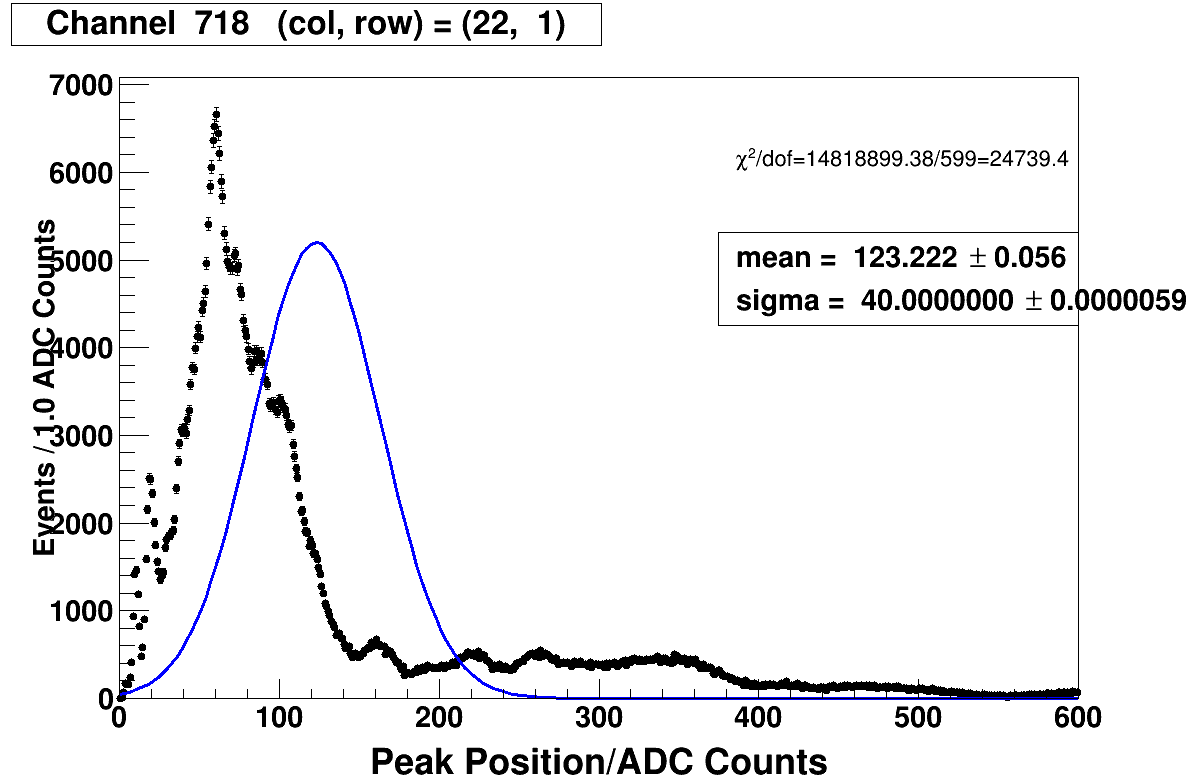 Channel  718   (col, row) = (22,  1)
χ²/dof=14818899.38/599=24739.4
mean =  123.222 ± 0.056
sigma =  40.0000000 ± 0.0000059
Events / 1.0 ADC Counts
7000
6000
5000
4000
3000
2000
1000
0
0 100 200 300 400 500 600
Peak Position/ADC Counts